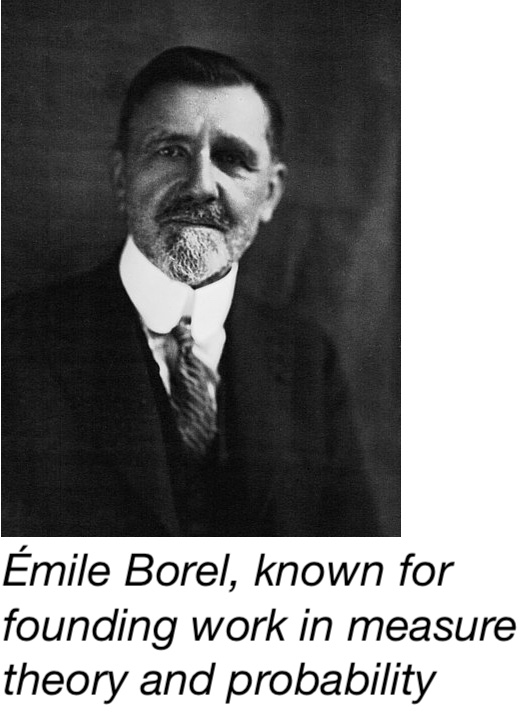 Émile Borel, known for
founding work in measure
theory and probability